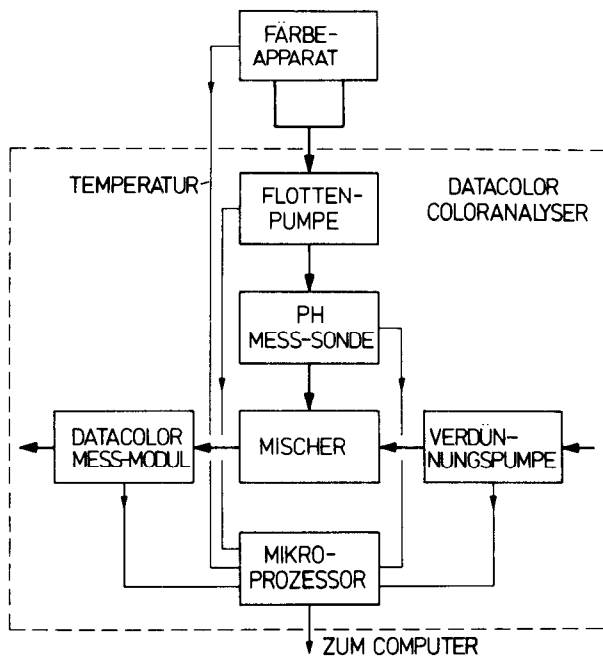 FÄRBE-
APPARAT
TEMPERATUR
FLOTTEN-
PUMPE
DATACOLOR
COLORANALYSER
PH
MESS-SONDE
DATACOLOR
MESS-MODUL
MISCHER
VERDÜN-
NUNGSPUMPE
MIKRO-
PROZESSOR
ZUM COMPUTER